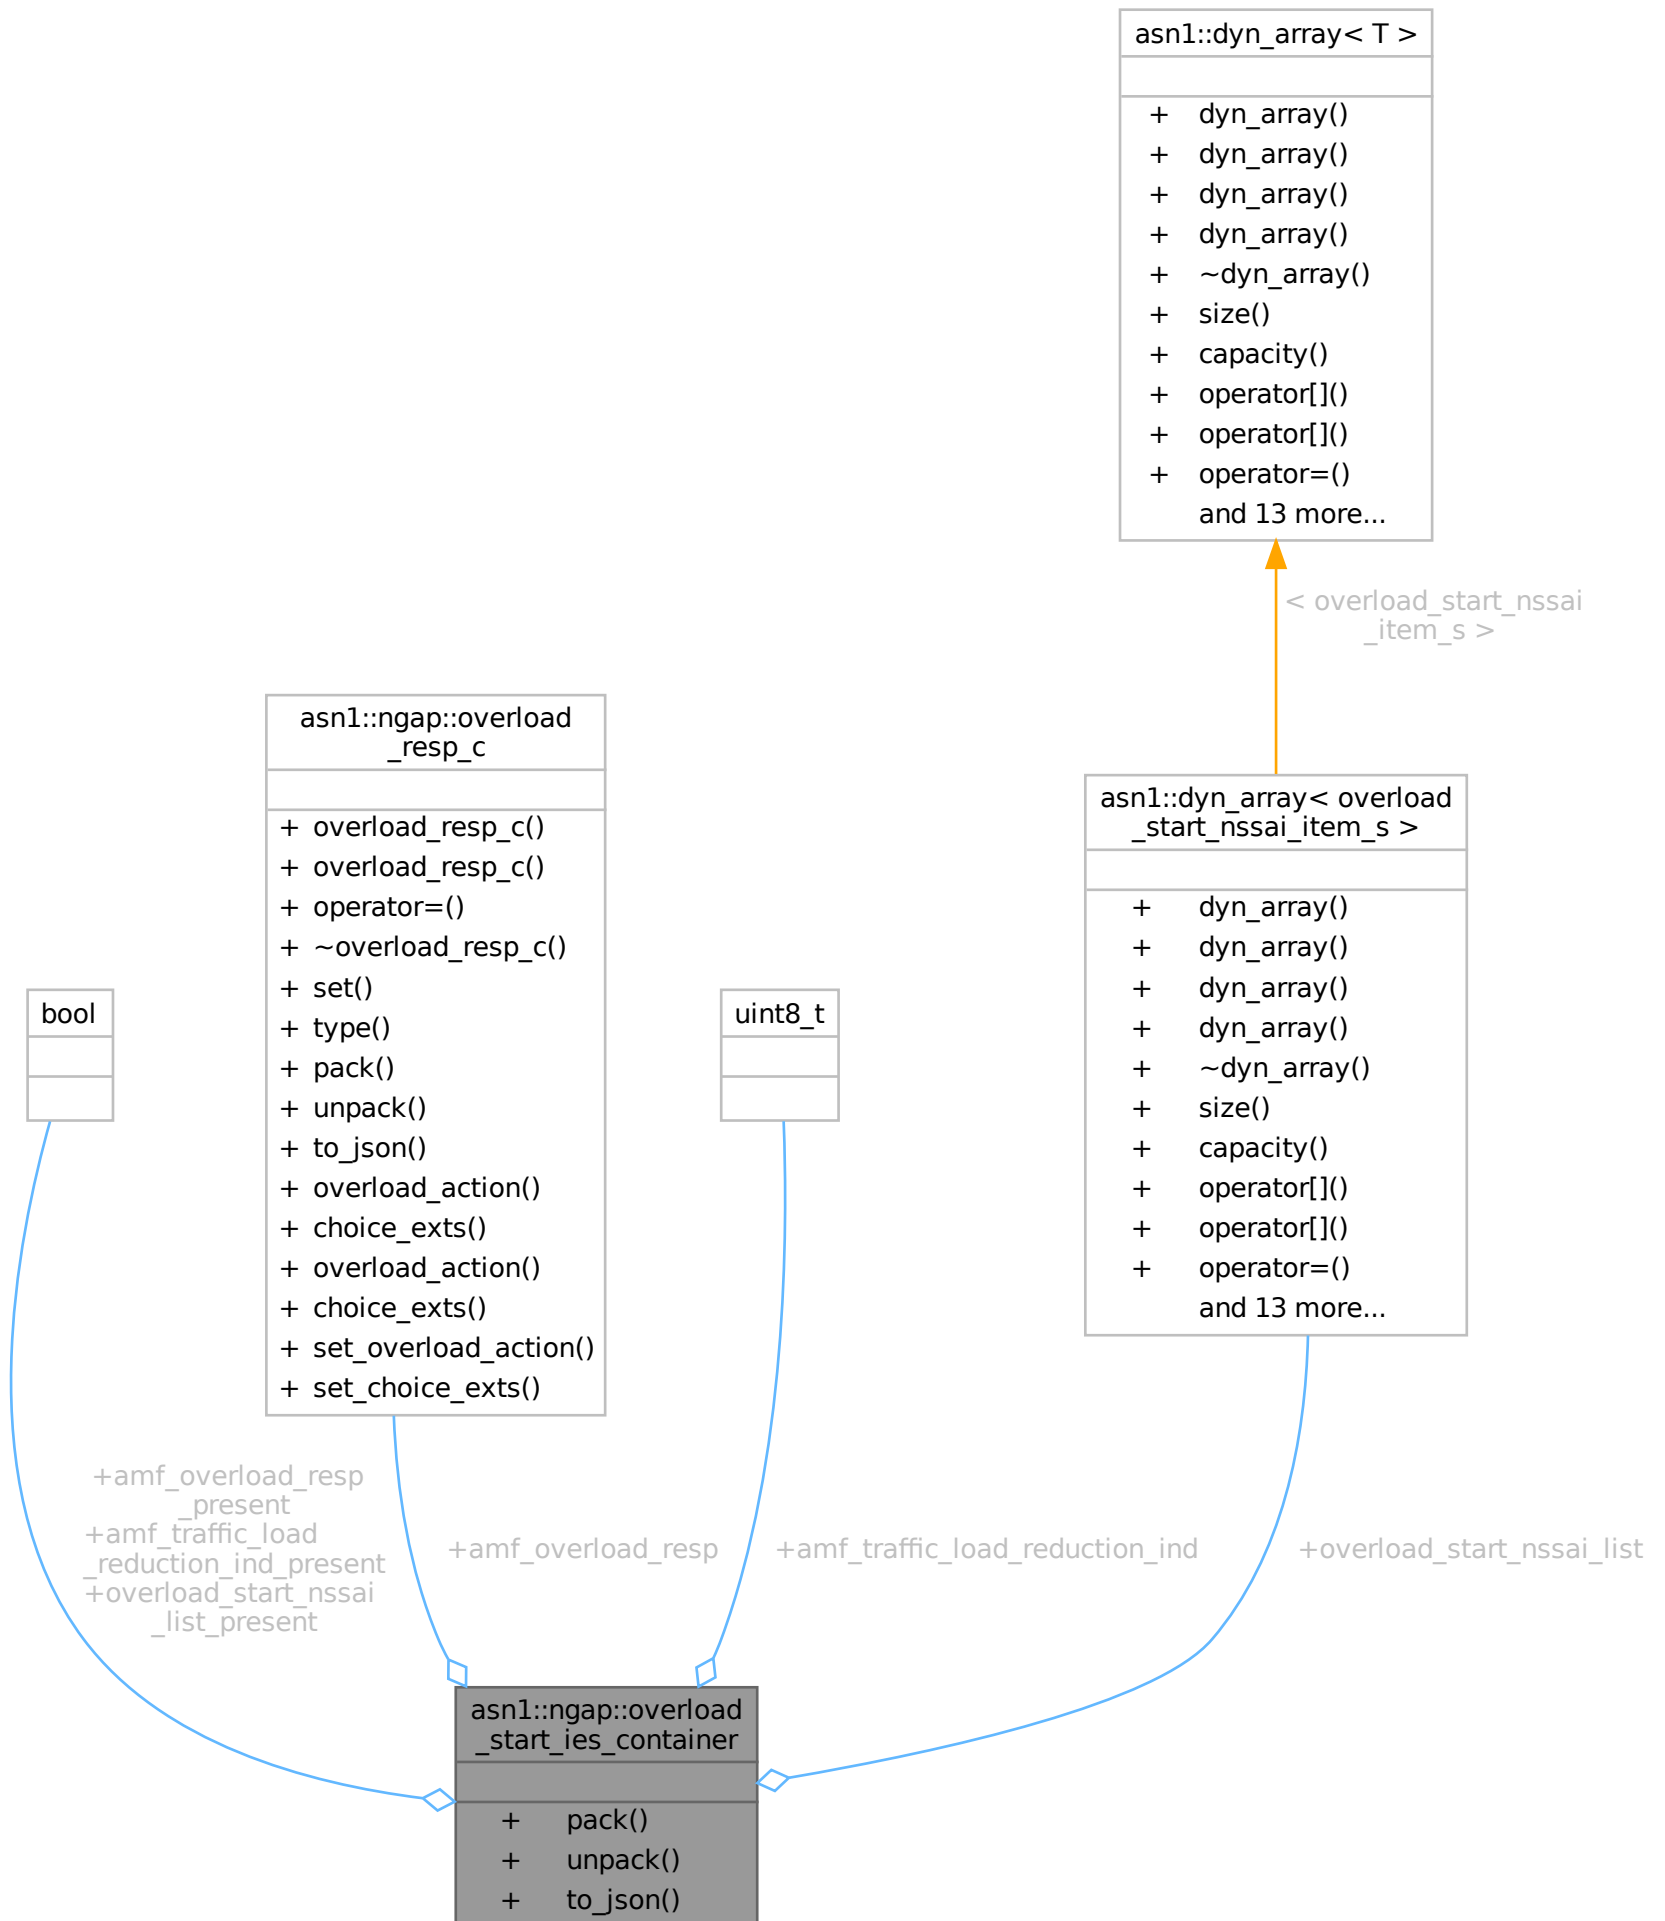 asn1::dyn_array< T >
+ dyn_array()
+ dyn_array()
+ dyn_array()
+ dyn_array()
+ ~dyn_array()
+ size()
+ capacity()
+ operator[]()
+ operator[]()
+ operator=()
and 13 more...
< overload_start_nssai
_item_s >
asn1::ngap::overload
_resp_c
+ overload_resp_c()
+ overload_resp_c()
+ operator=()
+ ~overload_resp_c()
+ set()
+ type()
+ pack()
+ unpack()
+ to_json()
+ overload_action()
+ choice_exts()
+ overload_action()
+ choice_exts()
+ set_overload_action()
+ set_choice_exts()
asn1::dyn_array< overload
_start_nssai_item_s >
+ dyn_array()
+ dyn_array()
+ dyn_array()
+ dyn_array()
+ ~dyn_array()
+ size()
+ capacity()
+ operator[]()
+ operator[]()
+ operator=()
and 13 more...
bool
uint8_t
+amf_overload_resp
_present
+amf_traffic_load
_reduction_ind_present
+overload_start_nssai
_list_present
+amf_overload_resp
+amf_traffic_load_reduction_ind
+overload_start_nssai_list
asn1::ngap::overload
_start_ies_container
+ pack()
+ unpack()
+ to_json()